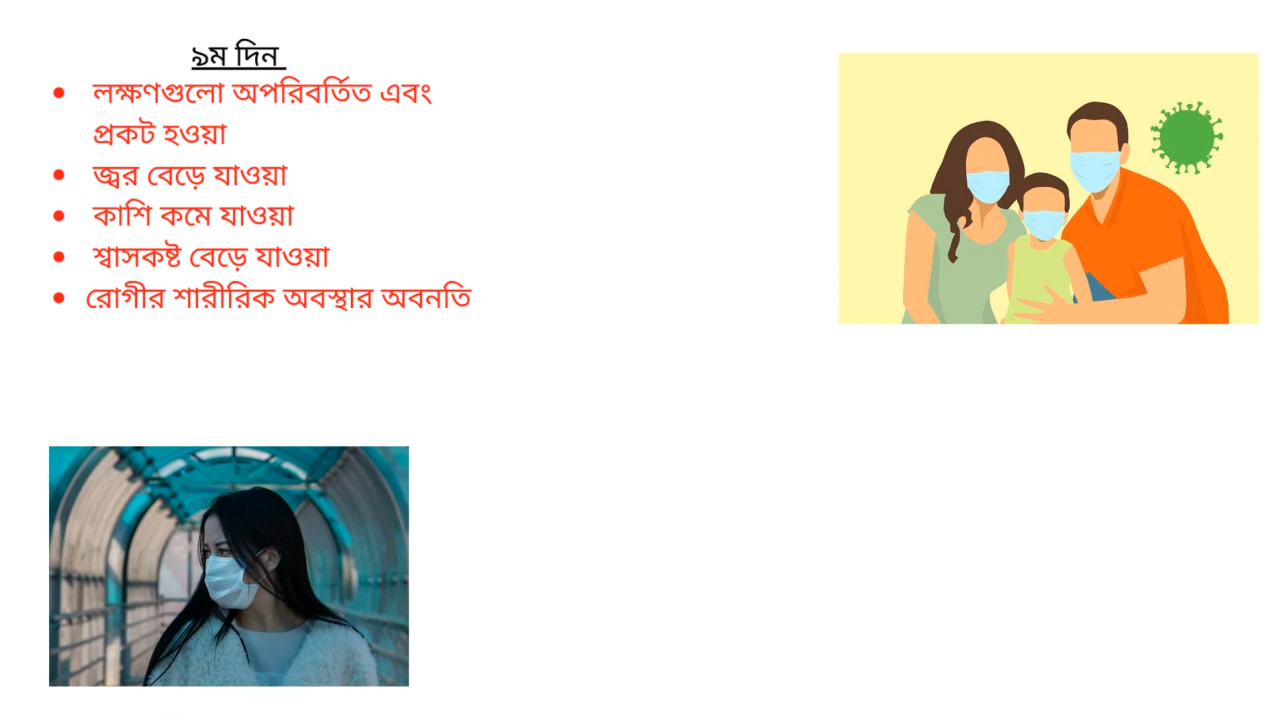 ৯ম দিন
• লক্ষণগুলো অপরিবর্তিত এবং
প্রকট হওয়া
• জ্বর বেড়ে যাওয়া
• কাশি কমে যাওয়া
• শ্বাসকষ্ট বেড়ে যাওয়া
• রোগীর শারীরিক অবস্থার অবনতি